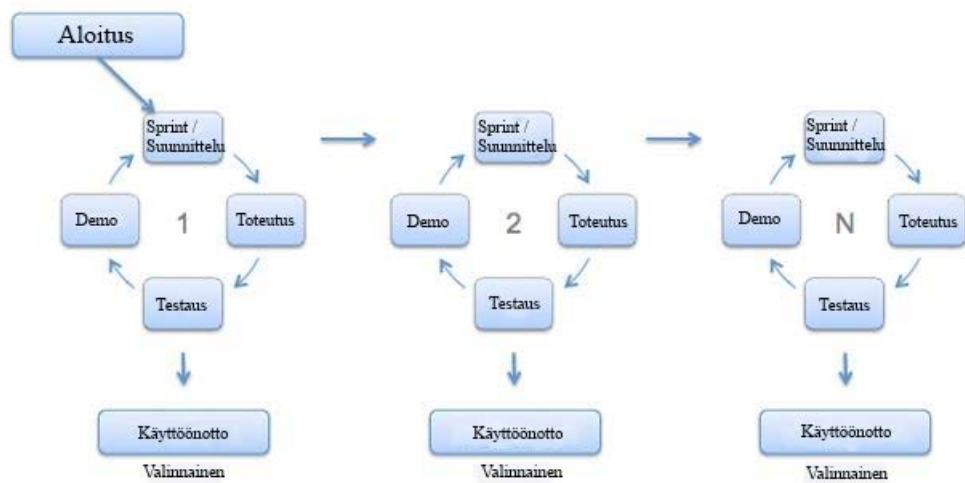 Aloitus
Sprint /
Suunnittelu
Demo
1
Toteutus
Testaus
Käyttöönotto
Valinnainen
Sprint /
Suunnittelu
Demo
2
Toteutus
Testaus
Käyttöönotto
Valinnainen
Sprint /
Suunnittelu
Demo
N
Toteutus
Testaus
Käyttöönotto
Valinnainen